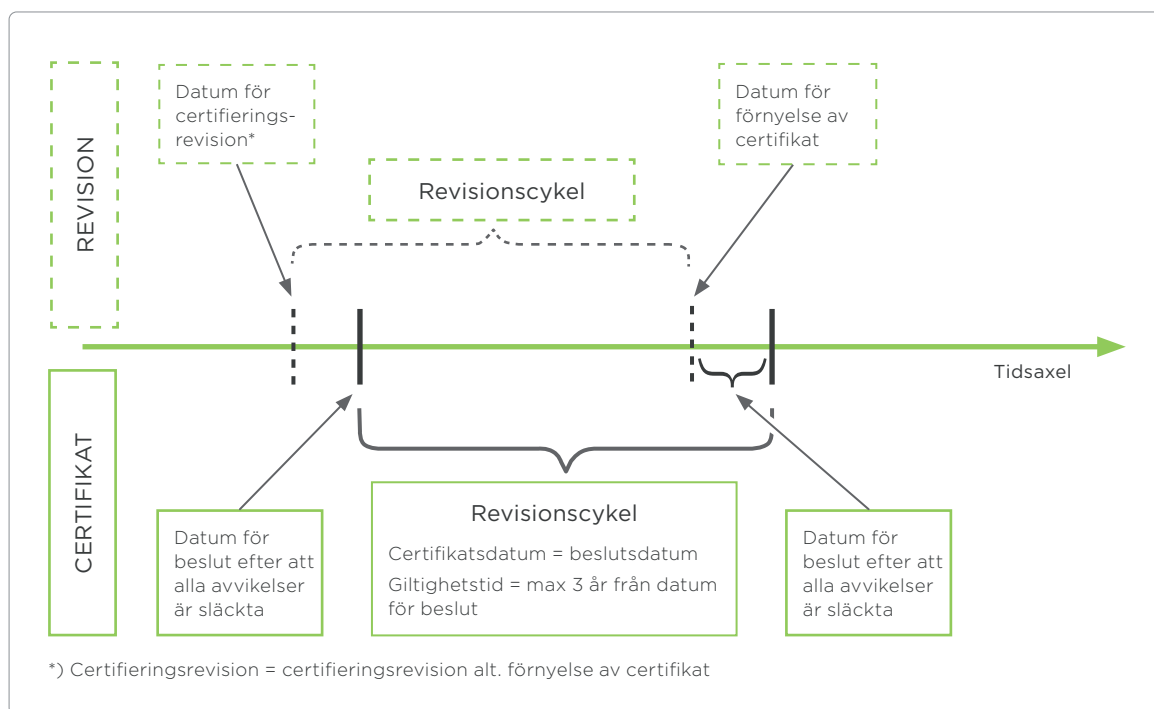 REVISION
Datum för
certifierings-
revision*
Revisionscykel
Datum för
förnyelse av
certifikat
Tidsaxel
CERTIFIKAT
Datum för
beslut efter att
alla avvikelser
är släckta
Revisionscykel
Certifikatsdatum = beslutsdatum
Giltighetstid = max 3 år från datum
för beslut
Datum för
beslut efter att
alla avvikelser
är släckta
*) Certifieringsrevision = certifieringsrevision alt. förnyelse av certifikat